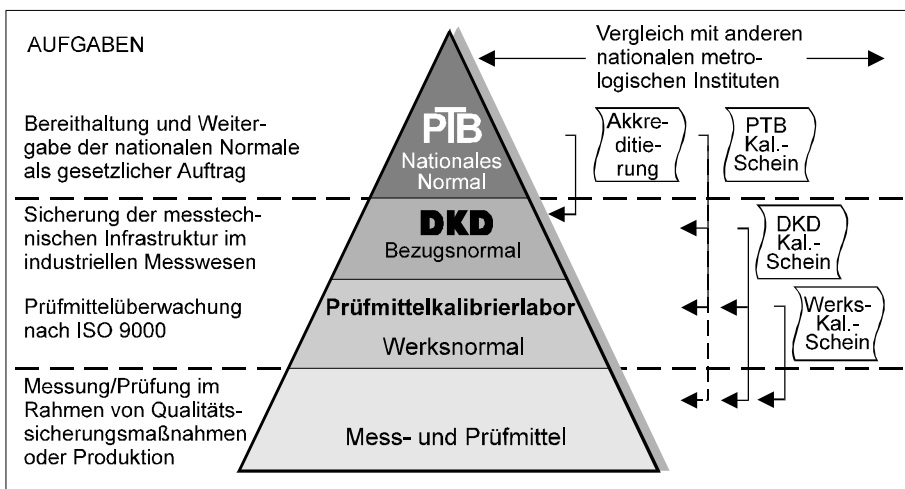 AUFGABEN
Vergleich mit anderen
nationalen metro-
logischen Instituten
Bereithaltung und Weiter-
gabe der nationalen Normale
als gesetzlicher Auftrag
PTB
Nationales
Normal
Akkre-
ditie-
rung
PTB
Kal.-
Schein
Sicherung der messtech-
nischen Infrastruktur im
industriellen Messwesen
DKD
Bezugsnormal
DKD
Kal.-
Schein
Prüfmittelüberwachung
nach ISO 9000
Prüfmittelkalibrierlabor
Werksnormal
Werks-
Kal.-
Schein
Messung/Prüfung im
Rahmen von Qualitäts-
sicherungsmaßnahmen
oder Produktion
Mess- und Prüfmittel